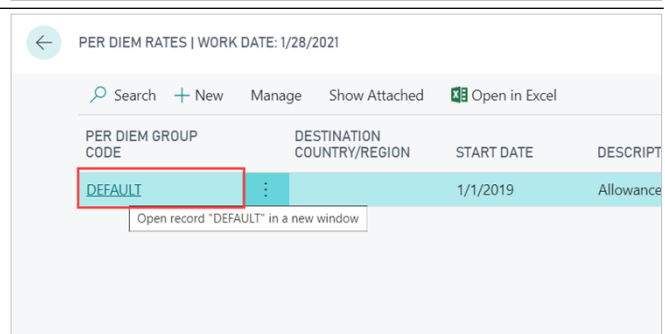 PER DIEM RATES | WORK DATE: 1/28/2021
Search New Manage Show Attached Open in Excel
PER DIEM GROUP CODE DESTINATION COUNTRY/REGION START DATE DESCRIPT
DEFAULT 1/1/2019 Allowance
Open record "DEFAULT" in a new window